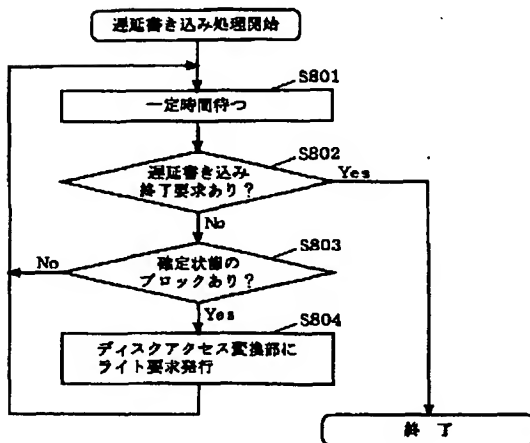 遅延書き込み処理開始
S801
一定時間待つ
S802
遅延書き込み
終了要求あり?
Yes
No
S803
No
確定状態の
ブロックあり?
Yes
S804
ディスクアクセス変換部に
ライト要求発行
終 了